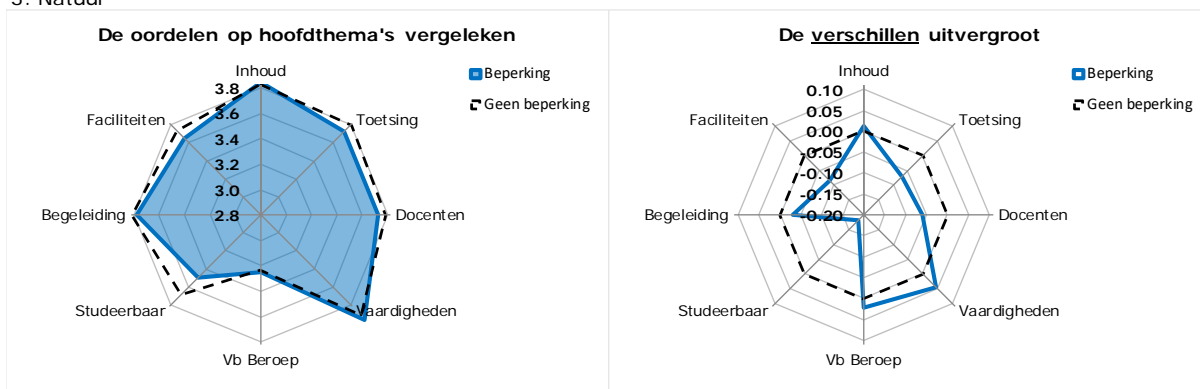 3. Natuur
De oordelen op hoofdthema's vergeleken
Inhoud
Beperking
Geen beperking
3.8
3.6
3.4
3.2
3.0
2.8
Faciliteiten
Toetsing
Begeleiding
Docenten
Studeerbaar
Vaardigheden
Vb Beroep
De verschillen uitvergroot
Inhoud
Beperking
Geen beperking
0.10
0.05
0.00
-0.05
-0.10
-0.15
-0.20
Faciliteiten
Toetsing
Begeleiding
Docenten
Studeerbaar
Vaardigheden
Vb Beroep